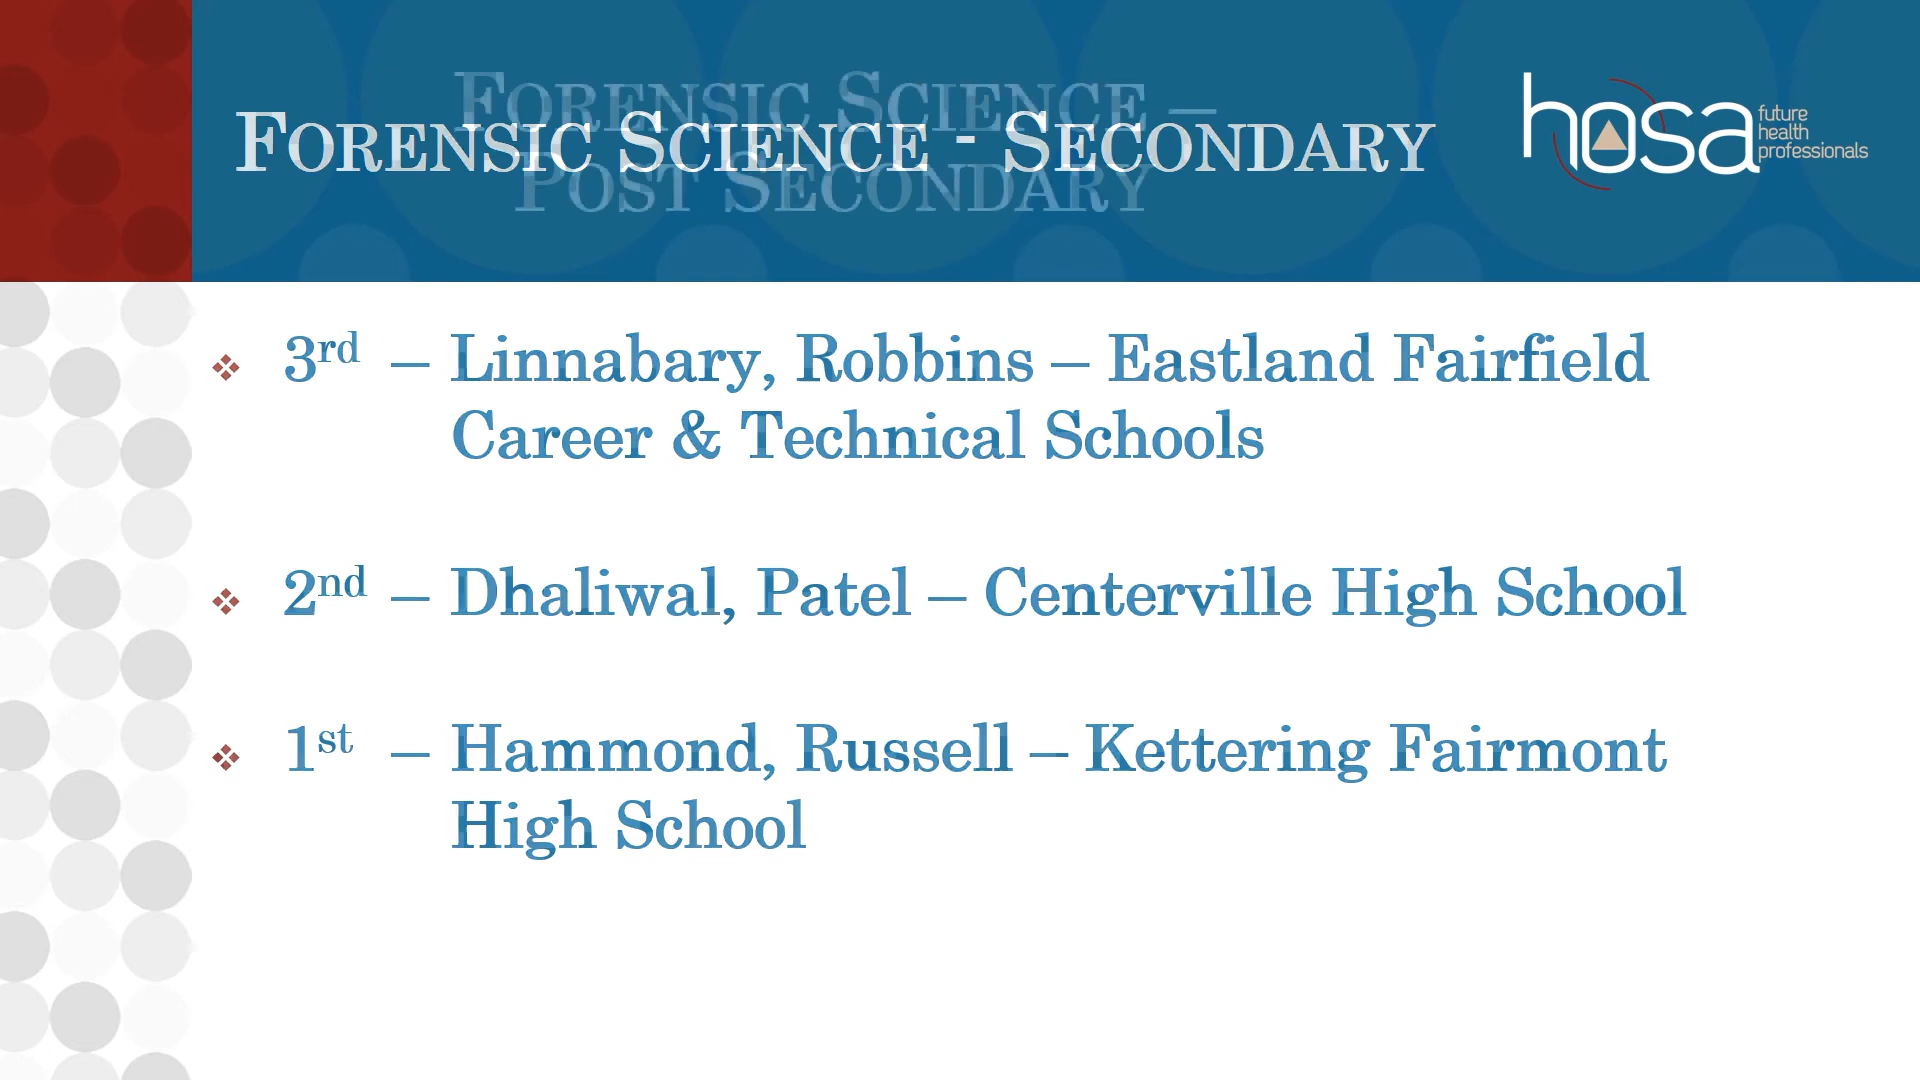 Forensic Science –
Post Secondary
Forensic Science - Secondary
hosa
future
health
professionals
❖ 3rd – Linnabary, Robbins – Eastland Fairfield
Career & Technical Schools
❖ 2nd – Dhaliwal, Patel – Centerville High School
❖ 1st – Hammond, Russell – Kettering Fairmont
High School